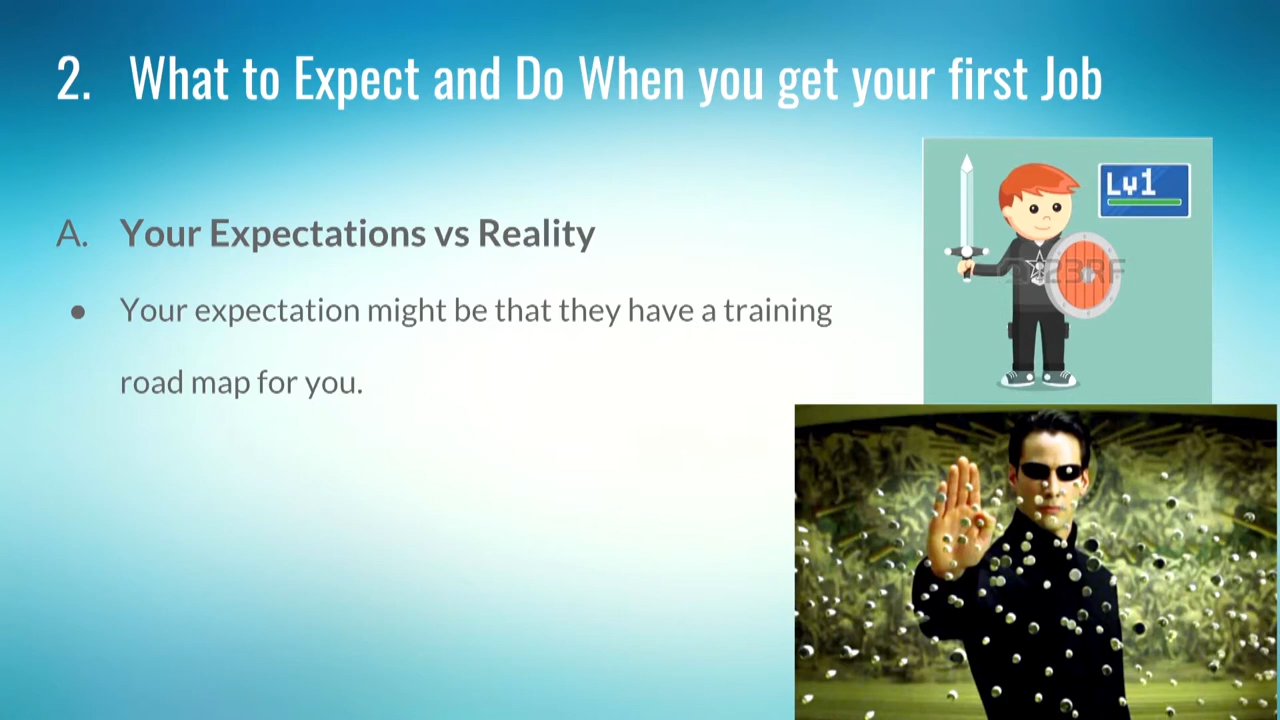 2. What to Expect and Do When you get your first Job
A. Your Expectations vs Reality
● Your expectation might be that they have a training
road map for you.
Lv1
123RF